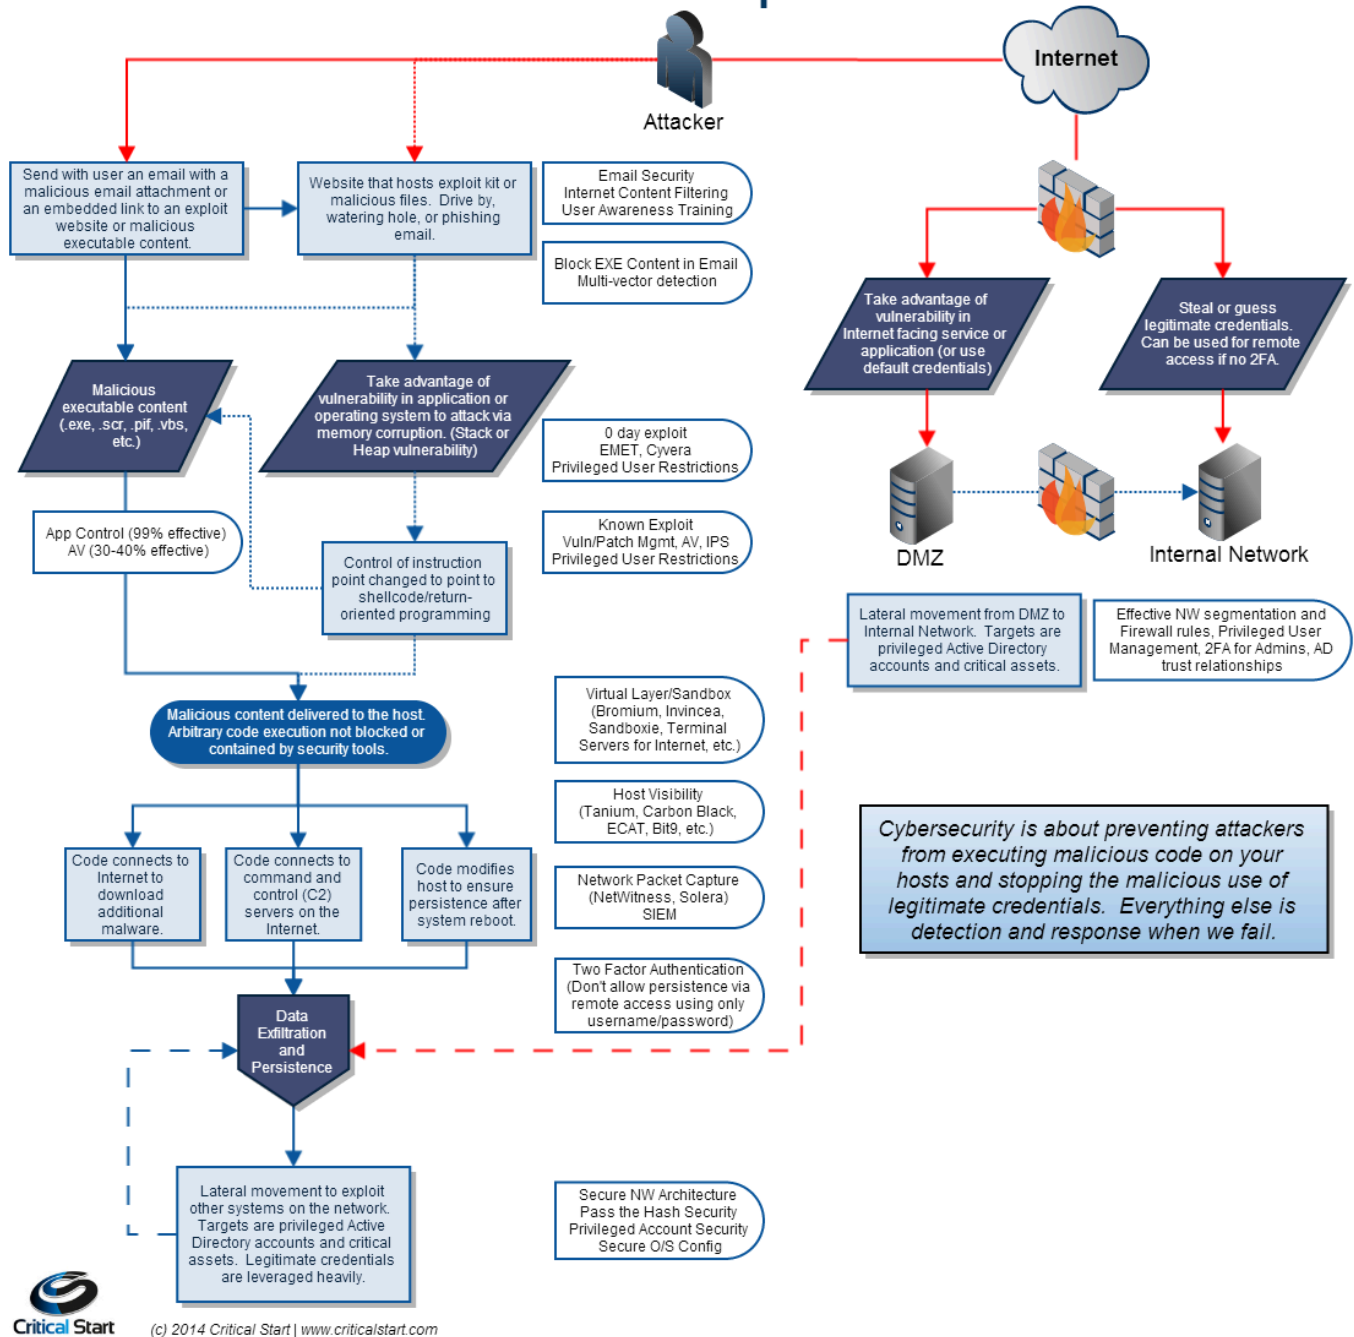 Attacker
Internet
Send with user an email with a
malicious email attachment or
an embedded link to an exploit
website or malicious
executable content.
Website that hosts exploit kit or
malicious files.  Drive by,
watering hole, or phishing
email.
Email Security
Internet Content Filtering
User Awareness Training
Block EXE Content in Email
Multi-vector detection
Take advantage of
vulnerability in
Internet facing service or
application (or use
default credentials)
Steal or guess
legitimate credentials.
Can be used for remote
access if no 2FA.
Malicious
executable content
(.exe, .scr, .pif, .vbs,
etc.)
Take advantage of
vulnerability in application or
operating system to attack via
memory corruption. (Stack or
Heap vulnerability)
0 day exploit
EMET, Cyvera
Privileged User Restrictions
App Control (99% effective)
AV (30-40% effective)
Known Exploit
Vuln/Patch Mgmt, AV, IPS
Privileged User Restrictions
Control of instruction
point changed to point to
shellcode/return-
oriented programming
DMZ
Internal Network
Lateral movement from DMZ to
Internal Network.  Targets are
privileged Active Directory
accounts and critical assets.
Effective NW segmentation and
Firewall rules, Privileged User
Management, 2FA for Admins, AD
trust relationships
Malicious content delivered to the host.
Arbitrary code execution not blocked or
contained by security tools.
Virtual Layer/Sandbox
(Bromium, Invincea,
Sandboxie, Terminal
Servers for Internet, etc.)
Host Visibility
(Tanium, Carbon Black,
ECAT, Bit9, etc.)
Code connects to
Internet to
download
additional
malware.
Code connects to
command and
control (C2)
servers on the
Internet.
Code modifies
host to ensure
persistence after
system reboot.
Network Packet Capture
(NetWitness, Solera)
SIEM
Cybersecurity is about preventing attackers
from executing malicious code on your
hosts and stopping the malicious use of
legitimate credentials.  Everything else is
detection and response when we fail.
Two Factor Authentication
(Don't allow persistence via
remote access using only
username/password)
Data
Exfiltration
and
Persistence
Lateral movement to exploit
other systems on the network.
Targets are privileged Active
Directory accounts and critical
assets.  Legitimate credentials
are leveraged heavily.
Secure NW Architecture
Pass the Hash Security
Privileged Account Security
Secure O/S Config
Critical Start
(c) 2014 Critical Start | www.criticalstart.com